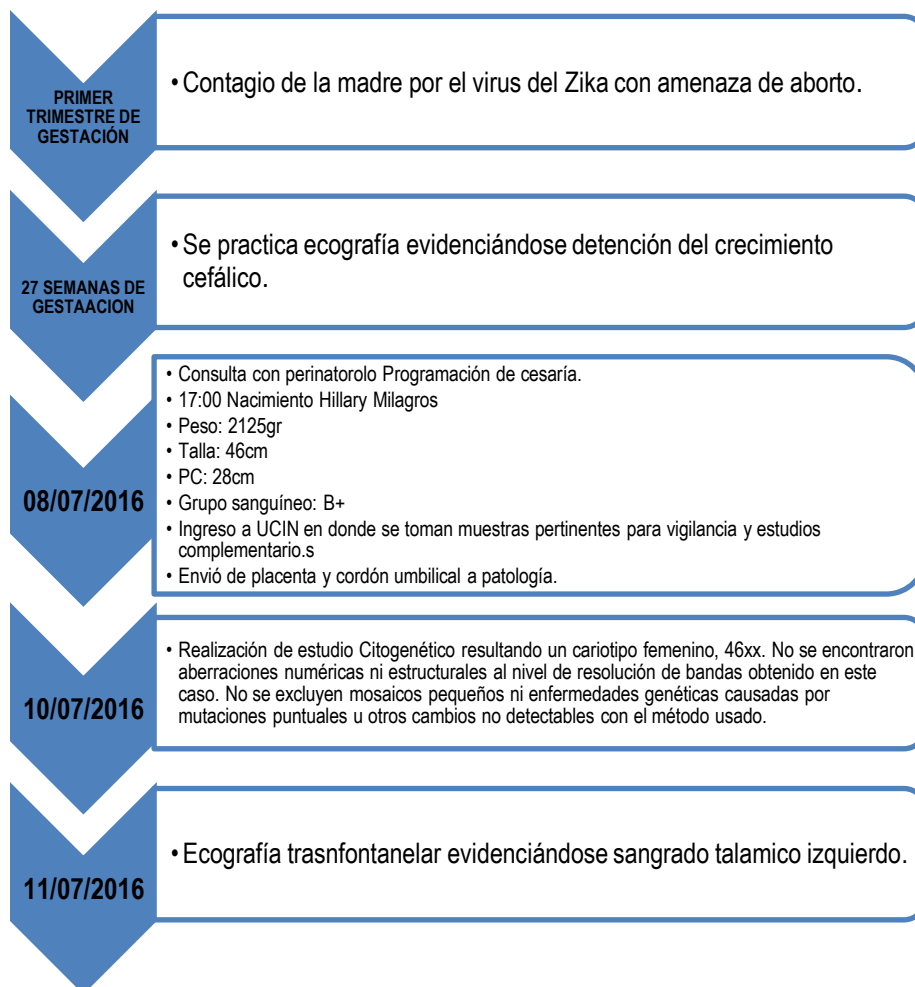 PRIMER
TRIMESTRE DE
GESTACIÓN
• Contagio de la madre por el virus del Zika con amenaza de aborto.
27 SEMANAS DE
GESTAACION
• Se practica ecografía evidenciándose detención del crecimiento
cefálico.
08/07/2016
• Consulta con perinatorolo Programación de cesaría.
• 17:00 Nacimiento Hillary Milagros
• Peso: 2125gr
• Talla: 46cm
• PC: 28cm
• Grupo sanguíneo: B+
• Ingreso a UCIN en donde se toman muestras pertinentes para vigilancia y estudios
complementario.s
• Envió de placenta y cordón umbilical a patología.
10/07/2016
• Realización de estudio Citogenético resultando un cariotipo femenino, 46xx. No se encontraron
aberraciones numéricas ni estructurales al nivel de resolución de bandas obtenido en este
caso. No se excluyen mosaicos pequeños ni enfermedades genéticas causadas por
mutaciones puntuales u otros cambios no detectables con el método usado.
11/07/2016
• Ecografía trasnfontanelar evidenciándose sangrado talamico izquierdo.